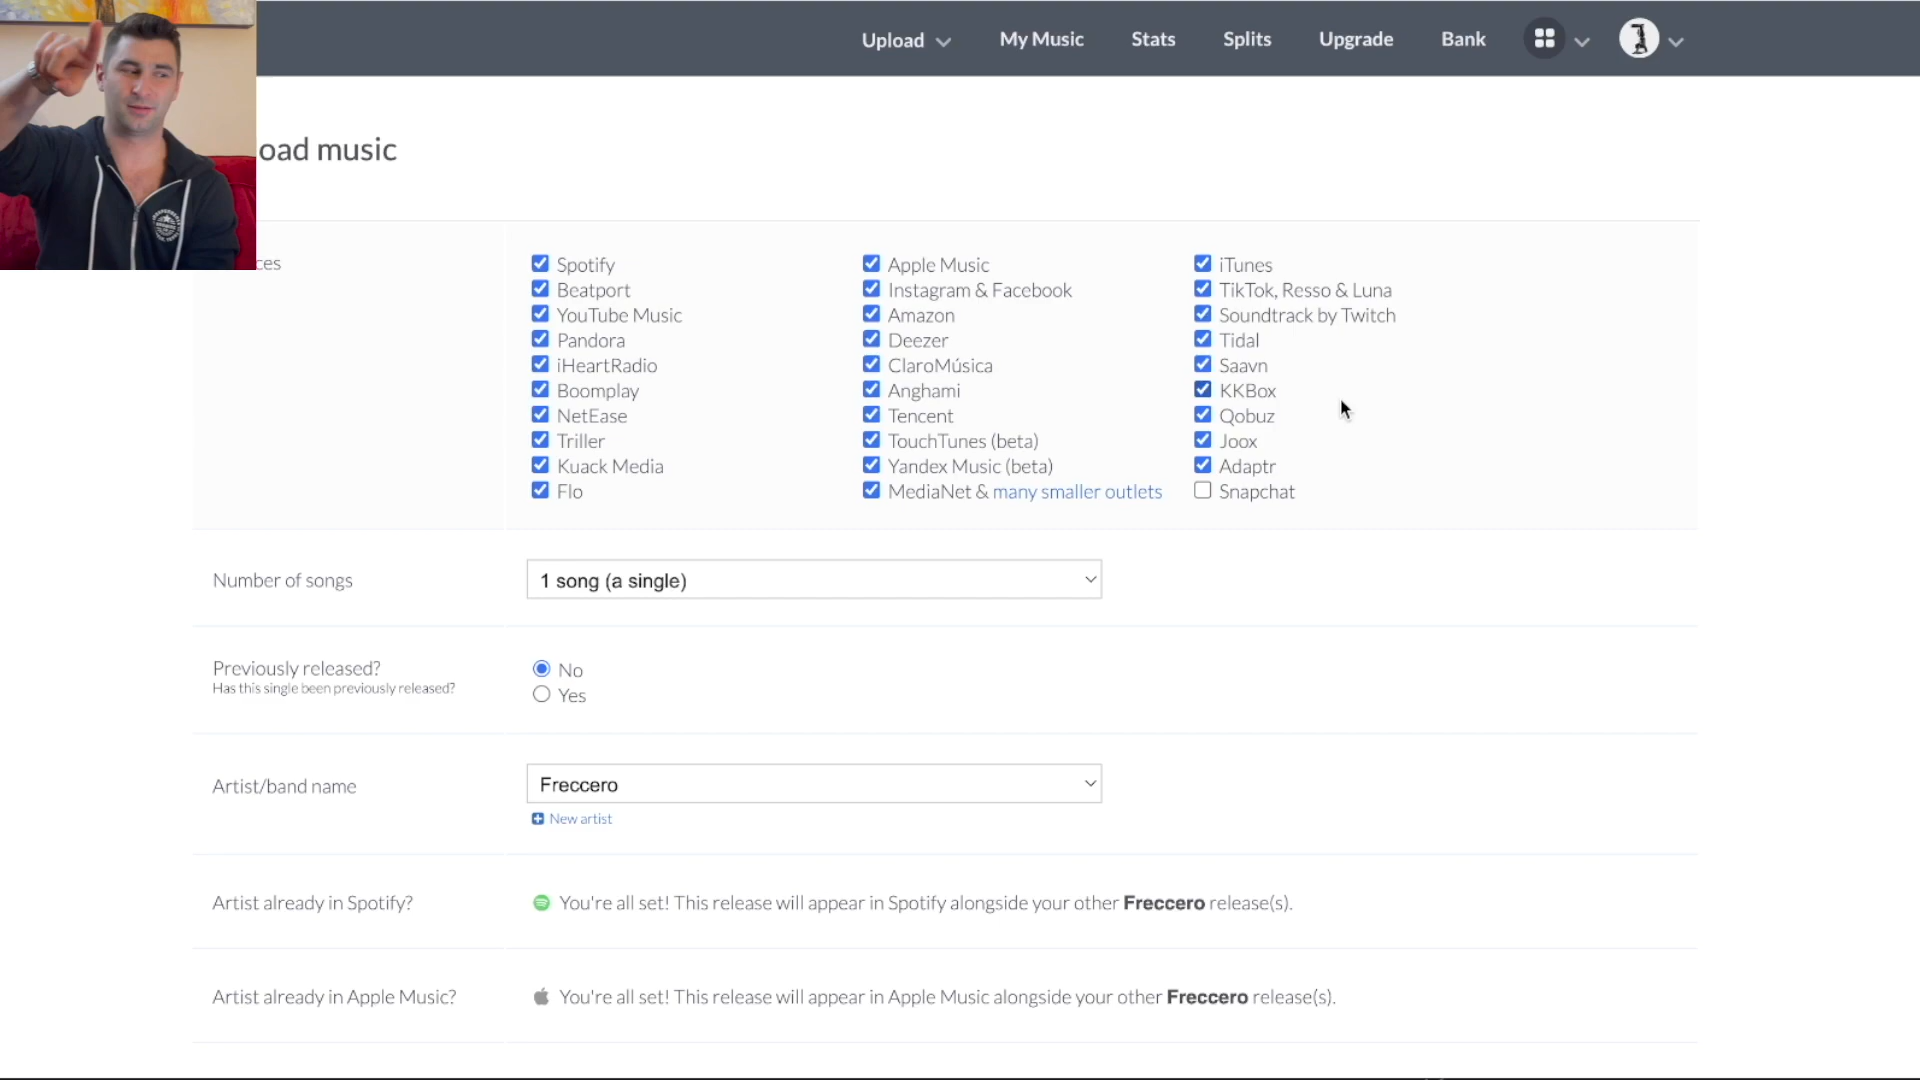 Upload My Music Stats Splits Upgrade Bank
oad music
ces
Spotify Apple Music iTunes
Beatport Instagram & Facebook TikTok, Resso & Luna
YouTube Music Amazon Soundtrack by Twitch
Pandora Deezer Tidal
iHeartRadio ClaroMúsica Saavn
Boomplay Anghami KKBox
NetEase Tencent Qobuz
Triller TouchTunes (beta) Joox
Kuack Media Yandex Music (beta) Adaptr
Flo MediaNet & many smaller outlets Snapchat
Number of songs 1 song (a single)
Previously released? No
Has this single been previously released?
Yes
Artist/band name Freccero
New artist
Artist already in Spotify? You're all set! This release will appear in Spotify alongside your other Freccero release(s).
Artist already in Apple Music? You're all set! This release will appear in Apple Music alongside your other Freccero release(s).